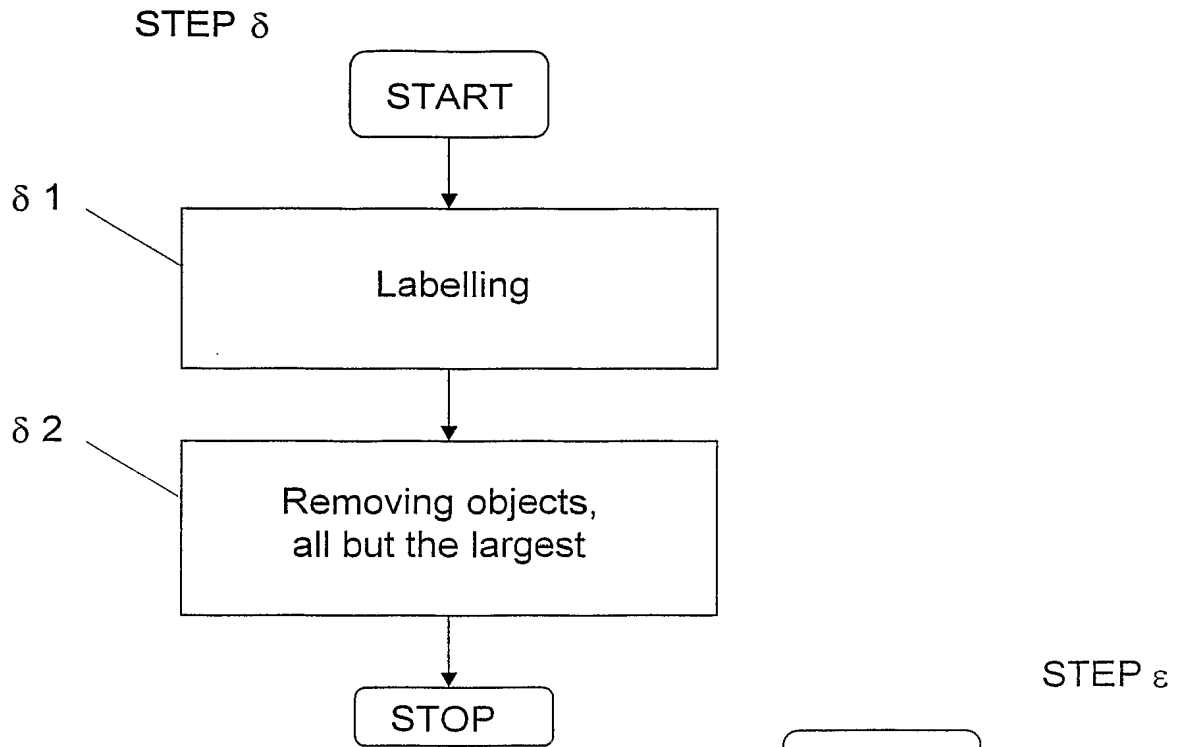 STEP δ
START
δ 1
Labelling
δ 2
Removing objects,
all but the largest
STOP
STEP ε